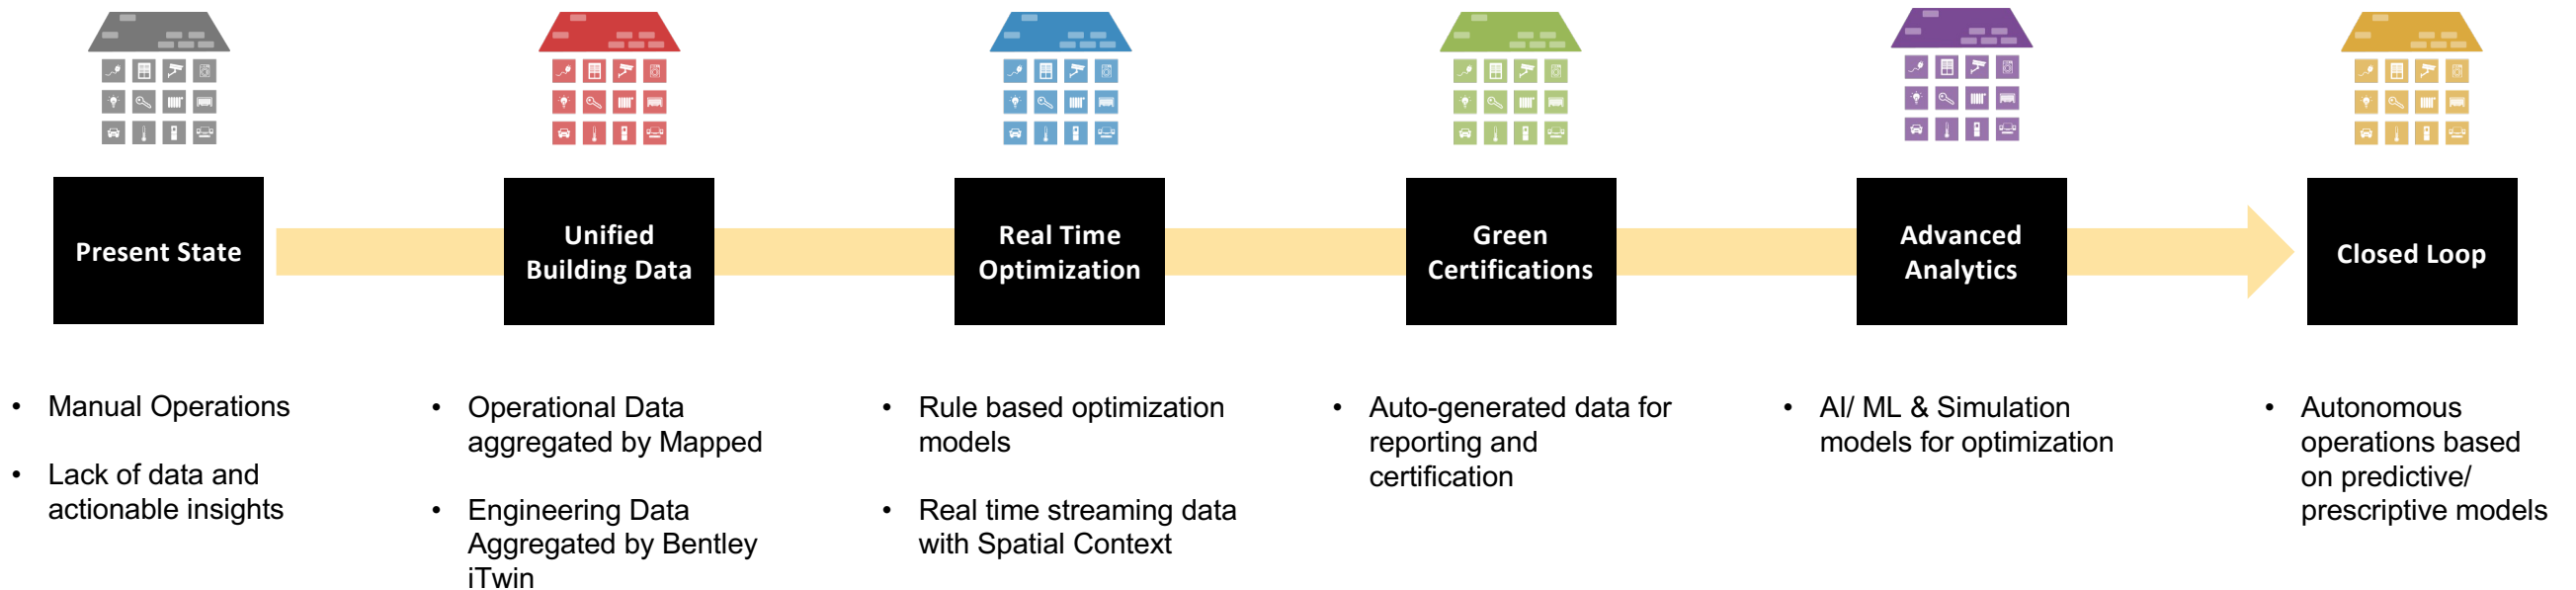 Present State
Unified
Building Data
Real Time
Optimization
Green
Certifications
Advanced
Analytics
Closed Loop
• Manual Operations
• Lack of data and
actionable insights
• Operational Data
aggregated by Mapped
• Engineering Data
Aggregated by Bentley
iTwin
• Rule based optimization
models
• Real time streaming data
with Spatial Context
• Auto-generated data for
reporting and
certification
• AI/ ML & Simulation
models for optimization
• Autonomous
operations based
on predictive/
prescriptive models